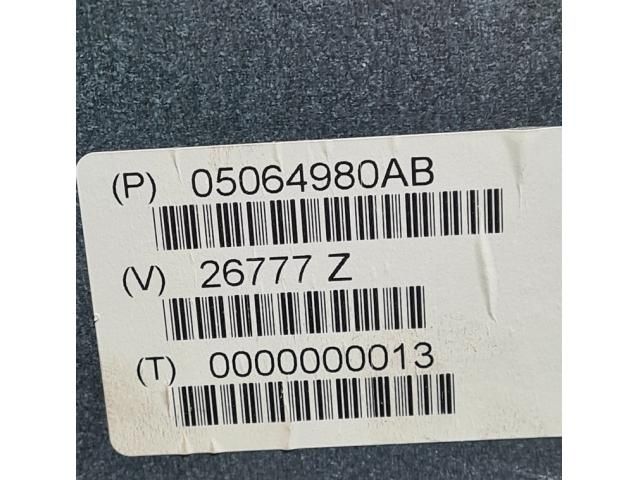 (P) 05064980AB
(V) 26777 Z
(T) 0000000013